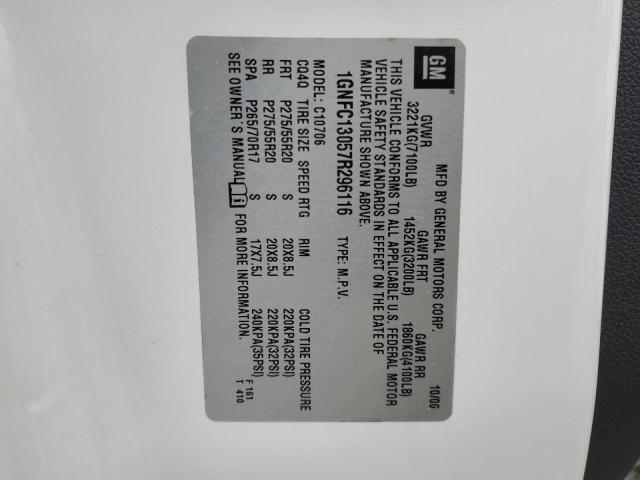 GM
MFD BY GENERAL MOTORS CORP. 10/06
GVWR GAWR FRT GAWR RR
3221KG(7100LB) 1452KG(3200LB) 1860KG(4100LB)
THIS VEHICLE CONFORMS TO ALL APPLICABLE U.S. FEDERAL MOTOR
VEHICLE SAFETY STANDARDS IN EFFECT ON THE DATE OF
MANUFACTURE SHOWN ABOVE.
1GNFC13057R296116 TYPE: M.P.V.
MODEL: C10706
CQ4Q TIRE SIZE SPEED RTG RIM COLD TIRE PRESSURE
FRT P275/55R20 S 20X8.5J 220KPA(32PSI)
RR P275/55R20 S 20X8.5J 220KPA(32PSI)
SPA P265/70R17 S 17X7.5J 240KPA(35PSI)
SEE OWNER'S MANUAL i FOR MORE INFORMATION.
F 161
T 410